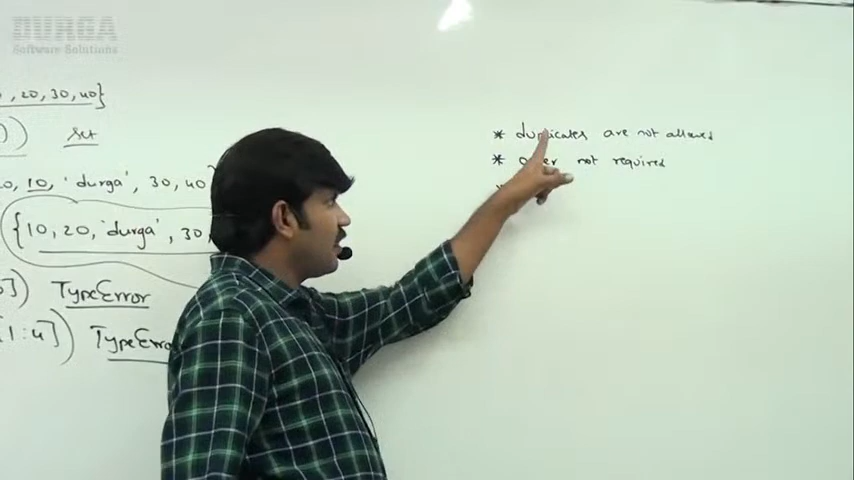 DURGA
Software Solutions
, 20, 30, 40}
set
10, 'durga', 30, 40
{10, 20, 'durga', 30,
TypeError
[1:4]) TypeError
* duplicates are not allowed
* order not required